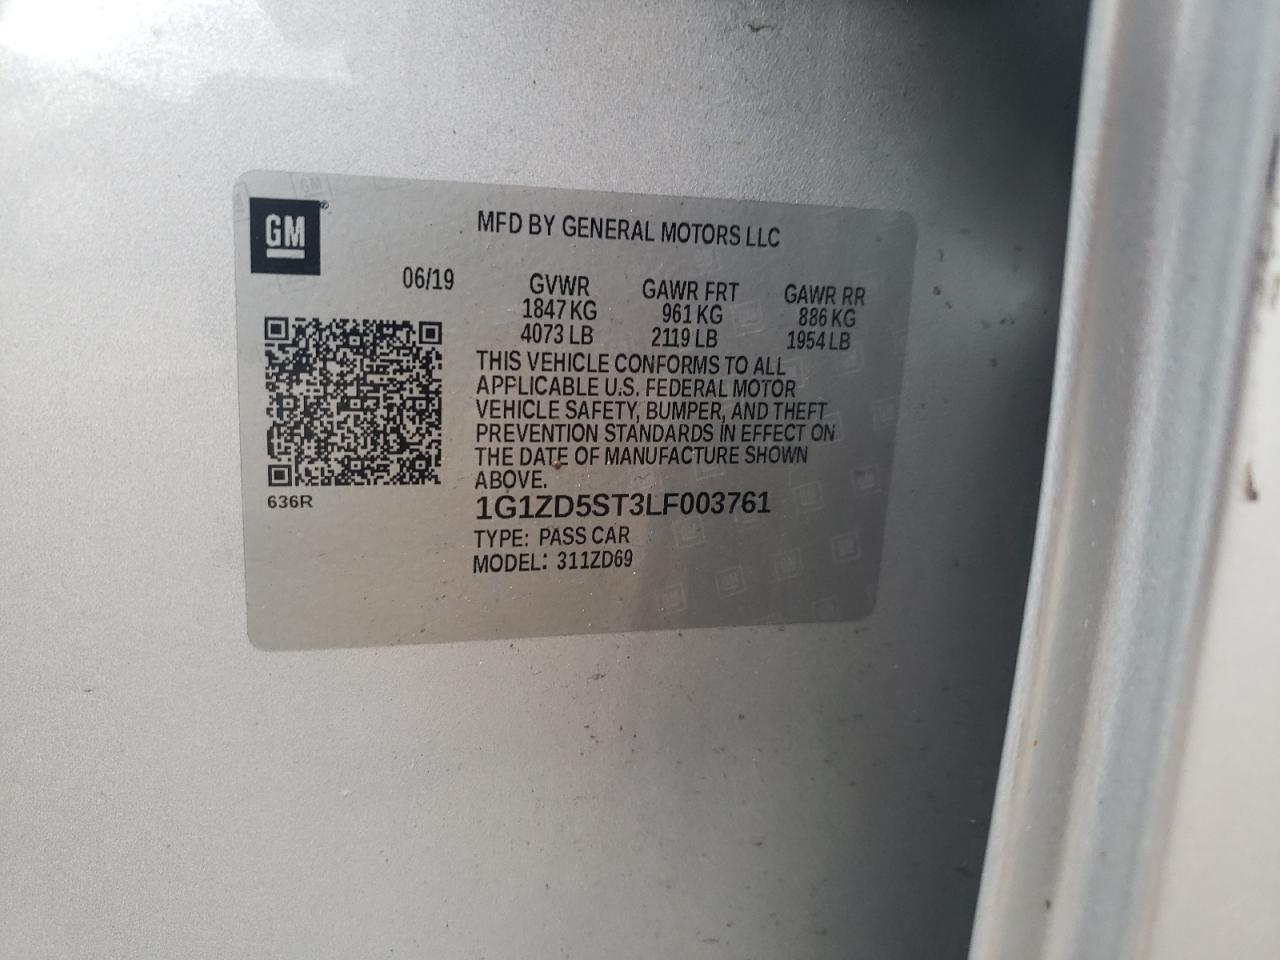 GM
MFD BY GENERAL MOTORS LLC
06/19
GVWR GAWR FRT GAWR RR
1847 KG 961 KG 886 KG
4073 LB 2119 LB 1954 LB
THIS VEHICLE CONFORMS TO ALL
APPLICABLE U.S. FEDERAL MOTOR
VEHICLE SAFETY, BUMPER, AND THEFT
PREVENTION STANDARDS IN EFFECT ON
THE DATE OF MANUFACTURE SHOWN
ABOVE.
636R
1G1ZD5ST3LF003761
TYPE: PASS CAR
MODEL: 311ZD69